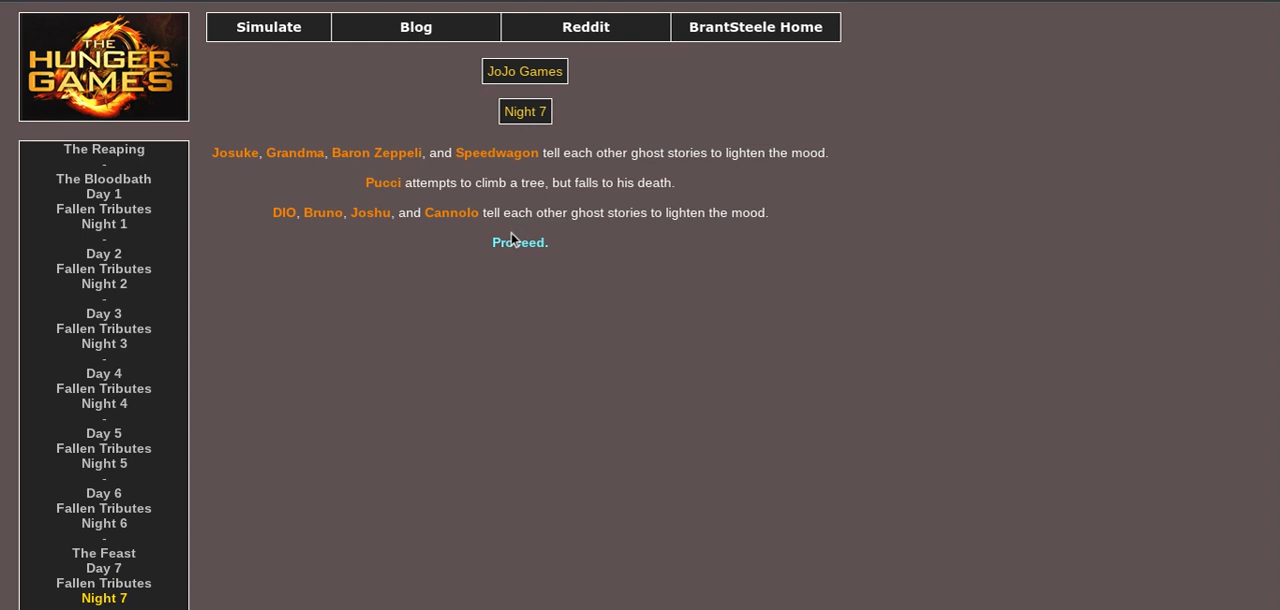 THE
HUNGER
GAMES
Simulate
Blog
Reddit
BrantSteele Home
JoJo Games
Night 7
Josuke, Grandma, Baron Zeppeli, and Speedwagon tell each other ghost stories to lighten the mood.
Pucci attempts to climb a tree, but falls to his death.
DIO, Bruno, Joshu, and Cannolo tell each other ghost stories to lighten the mood.
Proceed.
The Reaping
-
The Bloodbath
Day 1
Fallen Tributes
Night 1
-
Day 2
Fallen Tributes
Night 2
-
Day 3
Fallen Tributes
Night 3
-
Day 4
Fallen Tributes
Night 4
-
Day 5
Fallen Tributes
Night 5
-
Day 6
Fallen Tributes
Night 6
-
The Feast
Day 7
Fallen Tributes
Night 7